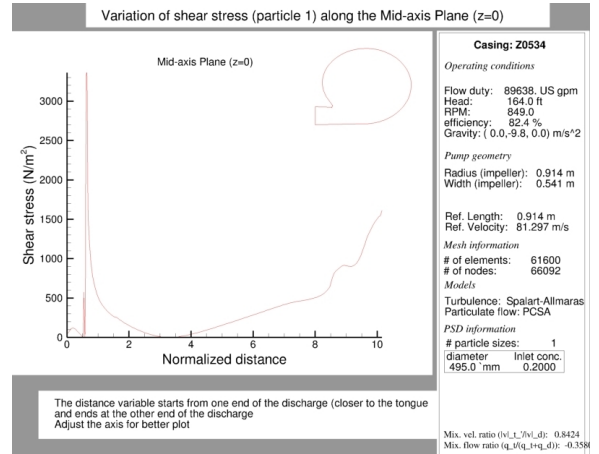 Variation of shear stress (particle 1) along the Mid-axis Plane (z=0)
Mid-axis Plane (z=0)
Shear stress (N/m²)
3000
2500
2000
1500
1000
500
0
0 2 4 6 8 10
Normalized distance
The distance variable starts from one end of the discharge (closer to the tongue
and ends at the other end of the discharge
Adjust the axis for better plot
Casing: Z0534
Operating conditions
Flow duty: 89638. US gpm
Head: 164.0 ft
RPM: 849.0
efficiency: 82.4 %
Gravity: ( 0.0,-9.8, 0.0) m/s^2
Pump geometry
Radius (impeller): 0.914 m
Width (impeller): 0.541 m
Ref. Length: 0.914 m
Ref. Velocity: 81.297 m/s
Mesh information
# of elements: 61600
# of nodes: 66092
Models
Turbulence: Spalart-Allmaras
Particulate flow: PCSA
PSD information
# particle sizes: 1
diameter Inlet conc.
495.0 `mm 0.2000
Mix. vel. ratio (|v|_t_'/|v|_d): 0.8424
Mix. flow ratio (q_t/(q_t+q_d)):